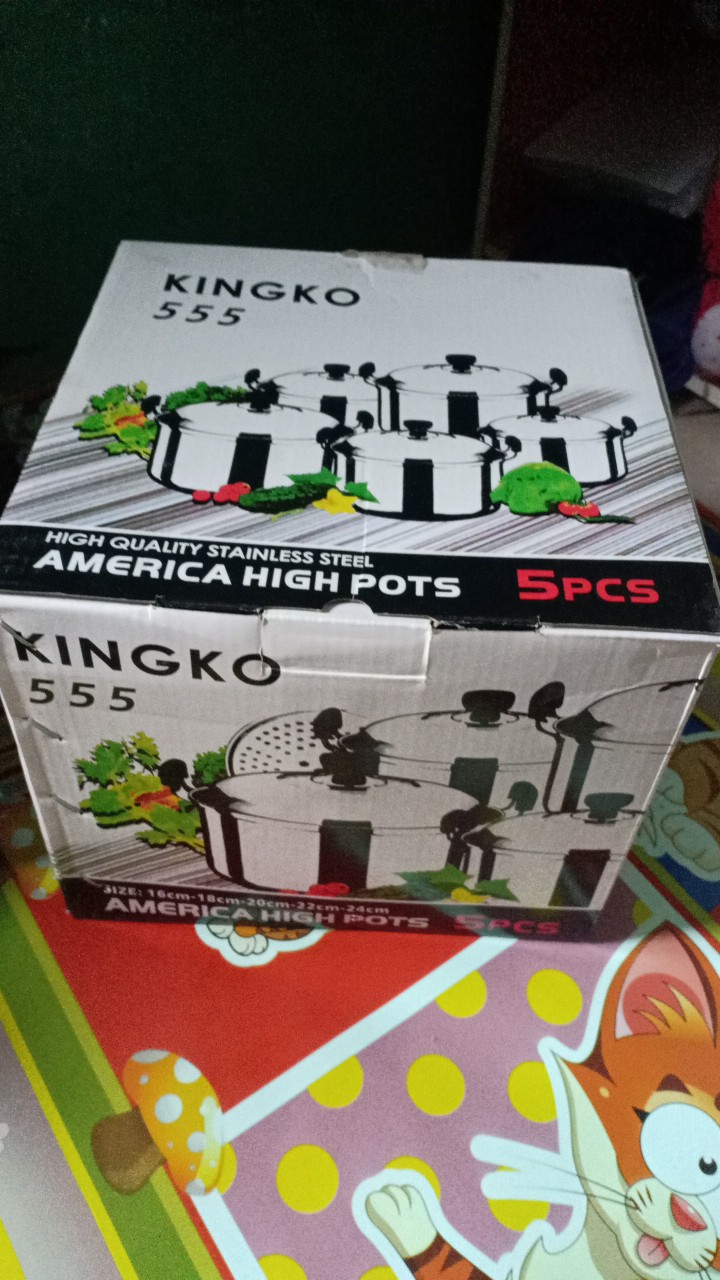 KINGKO
555
HIGH QUALITY STAINLESS STEEL
AMERICA HIGH POTS 5PCS
KINGKO
555
SIZE: 16cm-18cm-20cm-22cm-24cm
AMERICA HIGH POTS 5PCS